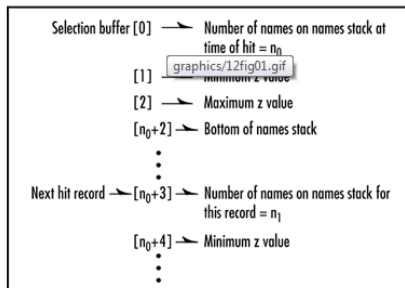 Selection buffer [0] Number of names on names stack at
time of hit = n0
graphics/12fig01.gif
[1] Minimum z value
[2] Maximum z value
[n0+2] Bottom of names stack
Next hit record [n0+3] Number of names on names stack for
this record = n1
[n0+4] Minimum z value